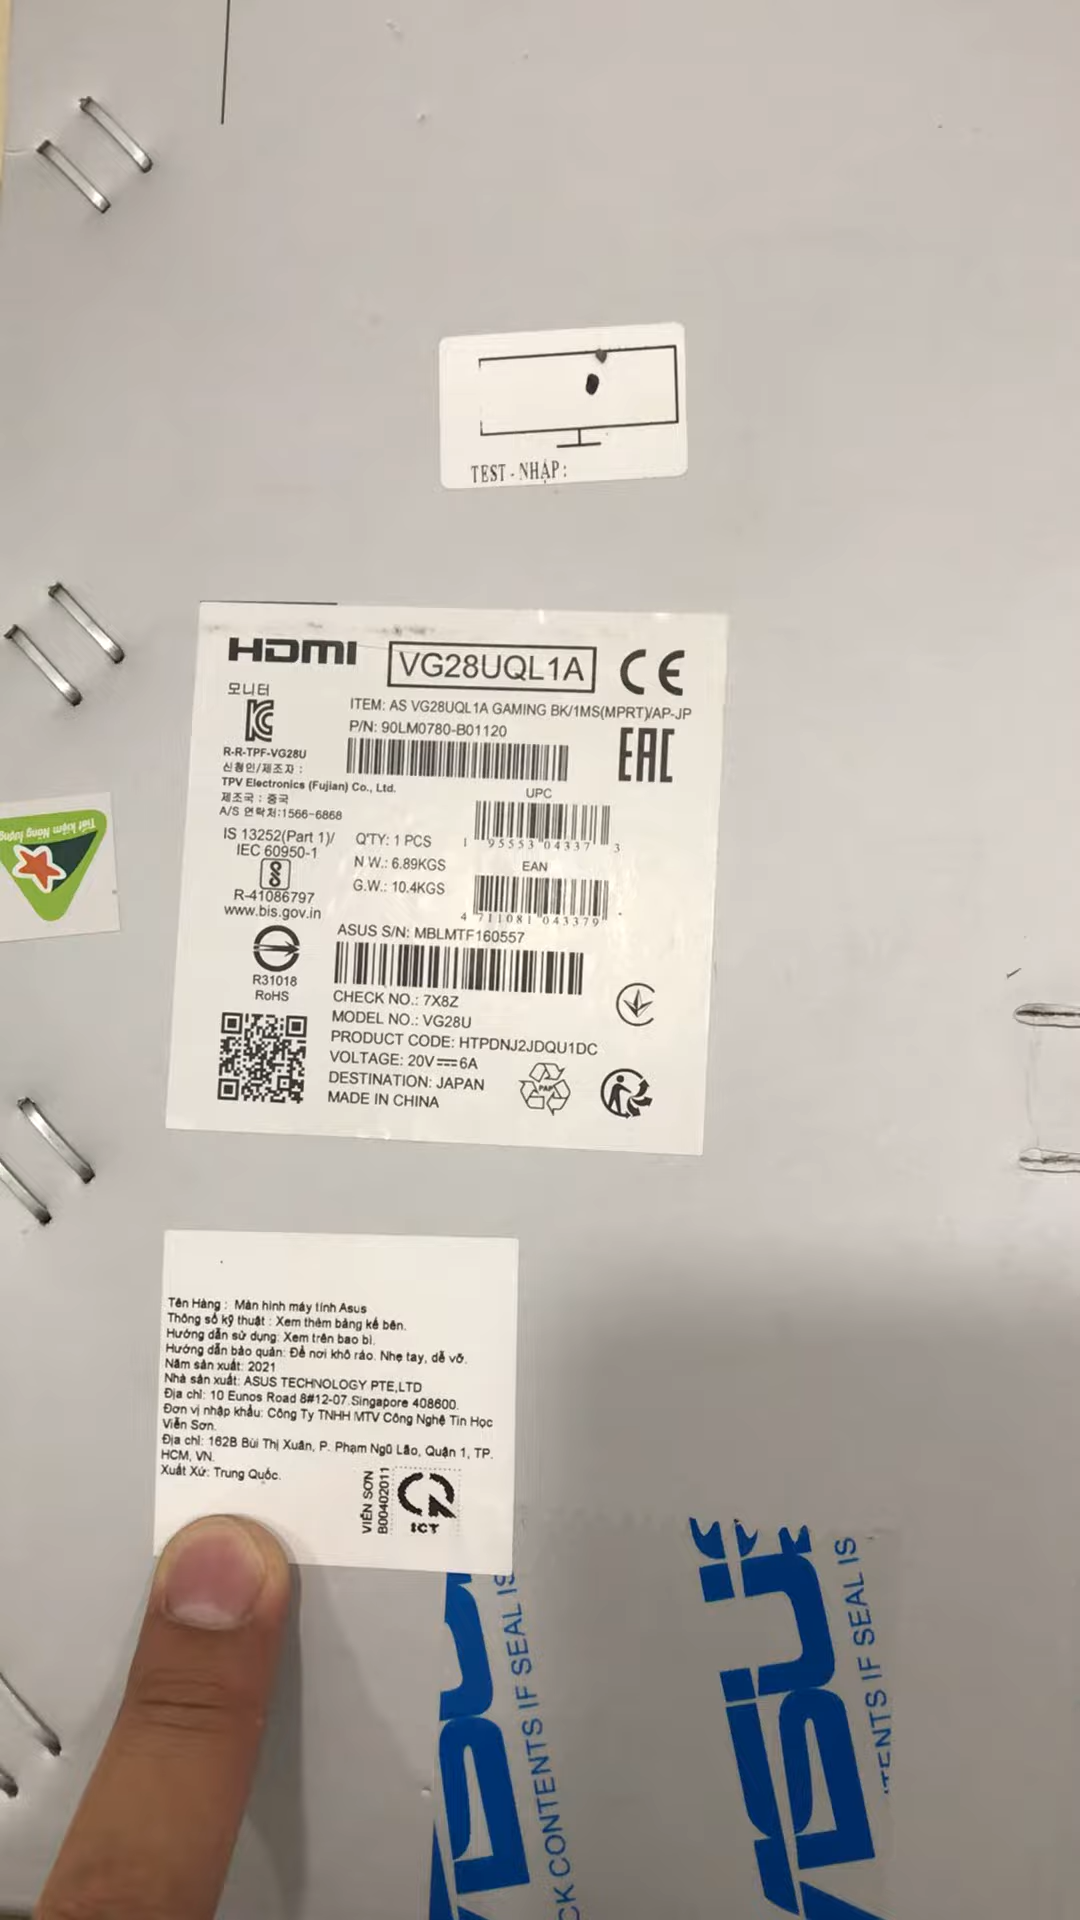 TEST - NHẬP :
HDMI
VG28UQL1A
CE
모니터
ITEM: AS VG28UQL1A GAMING BK/1MS(MPRT)/AP-JP
P/N: 90LM0780-B01120
EAC
R-R-TPF-VG28U
신청인/제조자 :
TPV Electronics (Fujian) Co., Ltd.
제조국 : 중국
A/S 연락처:1566-6868
UPC
1 95553 04337 3
IS 13252(Part 1)/
IEC 60950-1
Q'TY: 1 PCS
N W.: 6.89KGS
G.W.: 10.4KGS
EAN
4 711081 043379
R-41086797
www.bis.gov.in
ASUS S/N: MBLMTF160557
R31018
RoHS
CHECK NO.: 7X8Z
MODEL NO.: VG28U
PRODUCT CODE: HTPDNJ2JDQU1DC
VOLTAGE: 20V⎓6A
DESTINATION: JAPAN
MADE IN CHINA
PAP
Tiết kiệm Năng lượng
Tên Hàng : Màn hình máy tính Asus
Thông số kỹ thuật : Xem thêm bảng kê bên.
Hướng dẫn sử dụng: Xem trên bao bì.
Hướng dẫn bảo quản: Để nơi khô ráo. Nhẹ tay, dễ vỡ.
Năm sản xuất: 2021
Nhà sản xuất: ASUS TECHNOLOGY PTE,LTD
Địa chỉ: 10 Eunos Road 8#12-07.Singapore 408600.
Đơn vị nhập khẩu: Công Ty TNHH MTV Công Nghệ Tin Học
Viễn Sơn.
Địa chỉ: 162B Bùi Thị Xuân, P. Phạm Ngũ Lão, Quận 1, TP.
HCM, VN.
Xuất Xứ: Trung Quốc.
VIỄN SƠN
B00402011
ICT
CK CONTENTS IF SEAL IS
TENTS IF SEAL IS